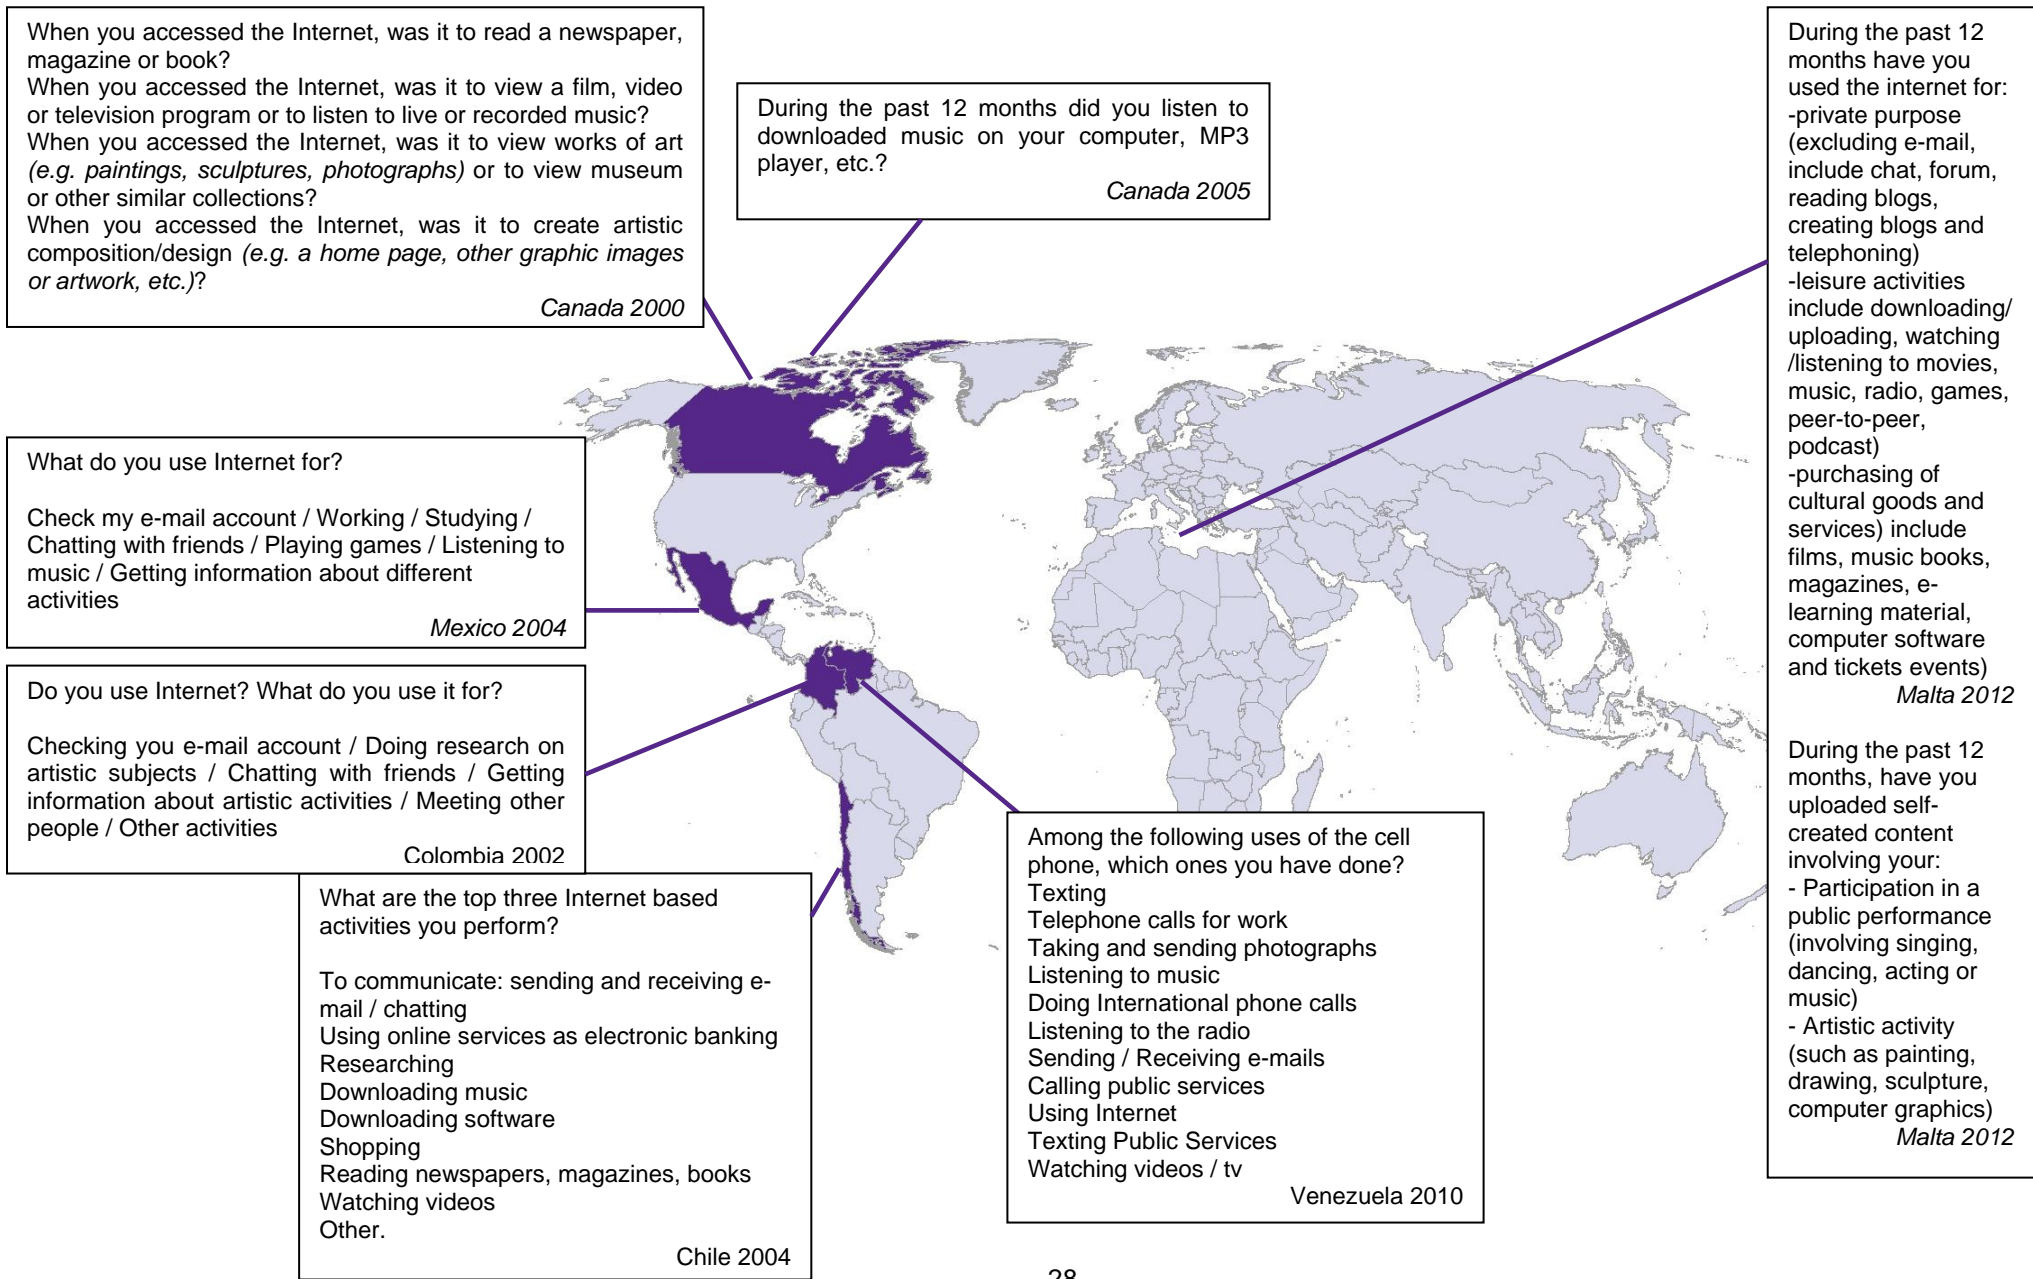 When you accessed the Internet, was it to read a newspaper,
magazine or book?
When you accessed the Internet, was it to view a film, video
or television program or to listen to live or recorded music?
When you accessed the Internet, was it to view works of art
(e.g. paintings, sculptures, photographs) or to view museum
or other similar collections?
When you accessed the Internet, was it to create artistic
composition/design (e.g. a home page, other graphic images
or artwork, etc.)?
Canada 2000
During the past 12 months did you listen to
downloaded music on your computer, MP3
player, etc.?
Canada 2005
What do you use Internet for?
Check my e-mail account / Working / Studying /
Chatting with friends / Playing games / Listening to
music / Getting information about different
activities
Mexico 2004
Do you use Internet? What do you use it for?
Checking you e-mail account / Doing research on
artistic subjects / Chatting with friends / Getting
information about artistic activities / Meeting other
people / Other activities
Colombia 2002
What are the top three Internet based
activities you perform?
To communicate: sending and receiving e-
mail / chatting
Using online services as electronic banking
Researching
Downloading music
Downloading software
Shopping
Reading newspapers, magazines, books
Watching videos
Other.
Chile 2004
Among the following uses of the cell
phone, which ones you have done?
Texting
Telephone calls for work
Taking and sending photographs
Listening to music
Doing International phone calls
Listening to the radio
Sending / Receiving e-mails
Calling public services
Using Internet
Texting Public Services
Watching videos / tv
Venezuela 2010
During the past 12
months have you
used the internet for:
-private purpose
(excluding e-mail,
include chat, forum,
reading blogs,
creating blogs and
telephoning)
-leisure activities
include downloading/
uploading, watching
/listening to movies,
music, radio, games,
peer-to-peer,
podcast)
-purchasing of
cultural goods and
services) include
films, music books,
magazines, e-
learning material,
computer software
and tickets events)
Malta 2012
During the past 12
months, have you
uploaded self-
created content
involving your:
- Participation in a
public performance
(involving singing,
dancing, acting or
music)
- Artistic activity
(such as painting,
drawing, sculpture,
computer graphics)
Malta 2012
28